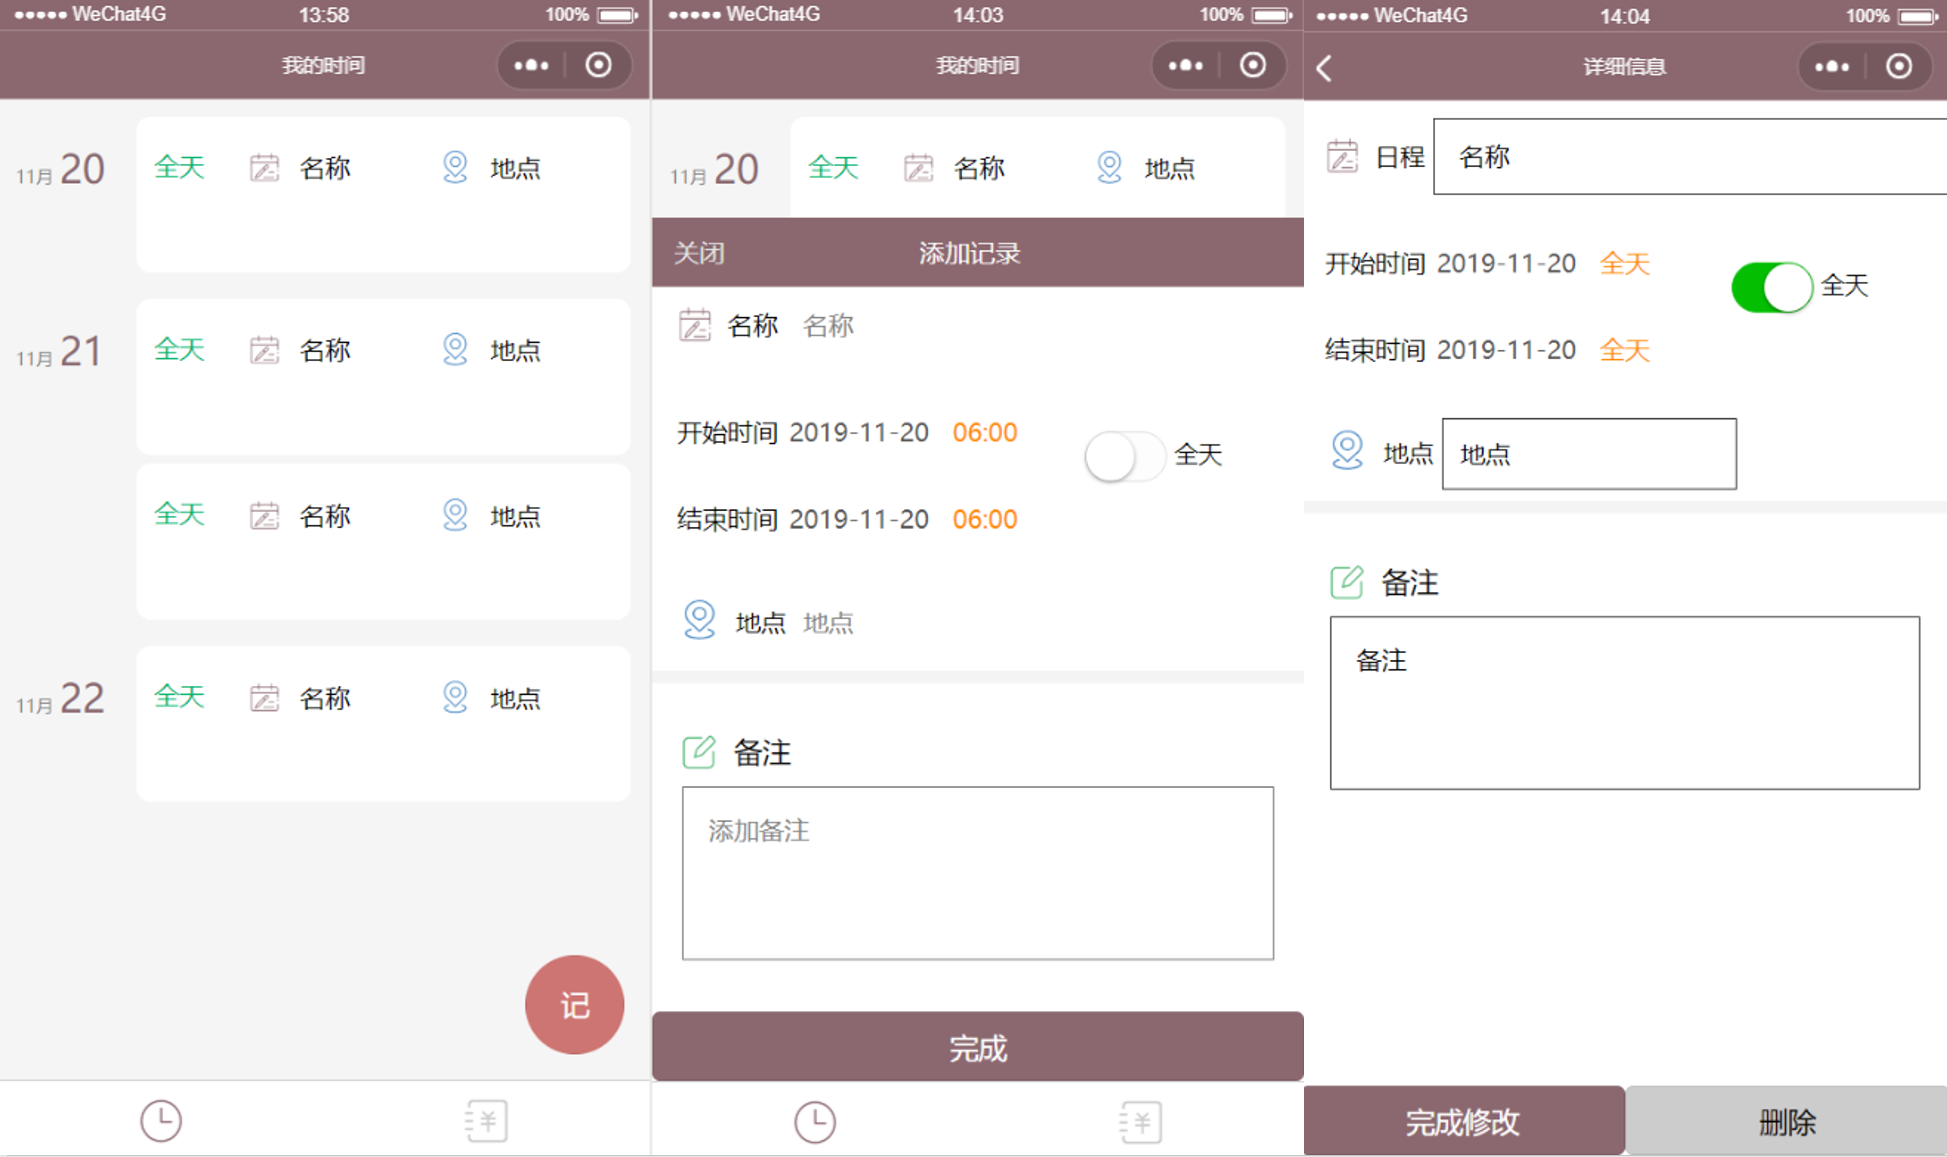 WeChat4G 13:58 100%
我的时间
11月 20 全天 名称 地点
11月 21 全天 名称 地点
全天 名称 地点
11月 22 全天 名称 地点
记
¥
WeChat4G 14:03 100%
我的时间
11月 20 全天 名称 地点
关闭 添加记录
名称 名称
开始时间 2019-11-20 06:00
全天
结束时间 2019-11-20 06:00
地点 地点
备注
添加备注
完成
¥
WeChat4G 14:04 100%
详细信息
日程 名称
开始时间 2019-11-20 全天
全天
结束时间 2019-11-20 全天
地点 地点
备注
备注
完成修改 删除